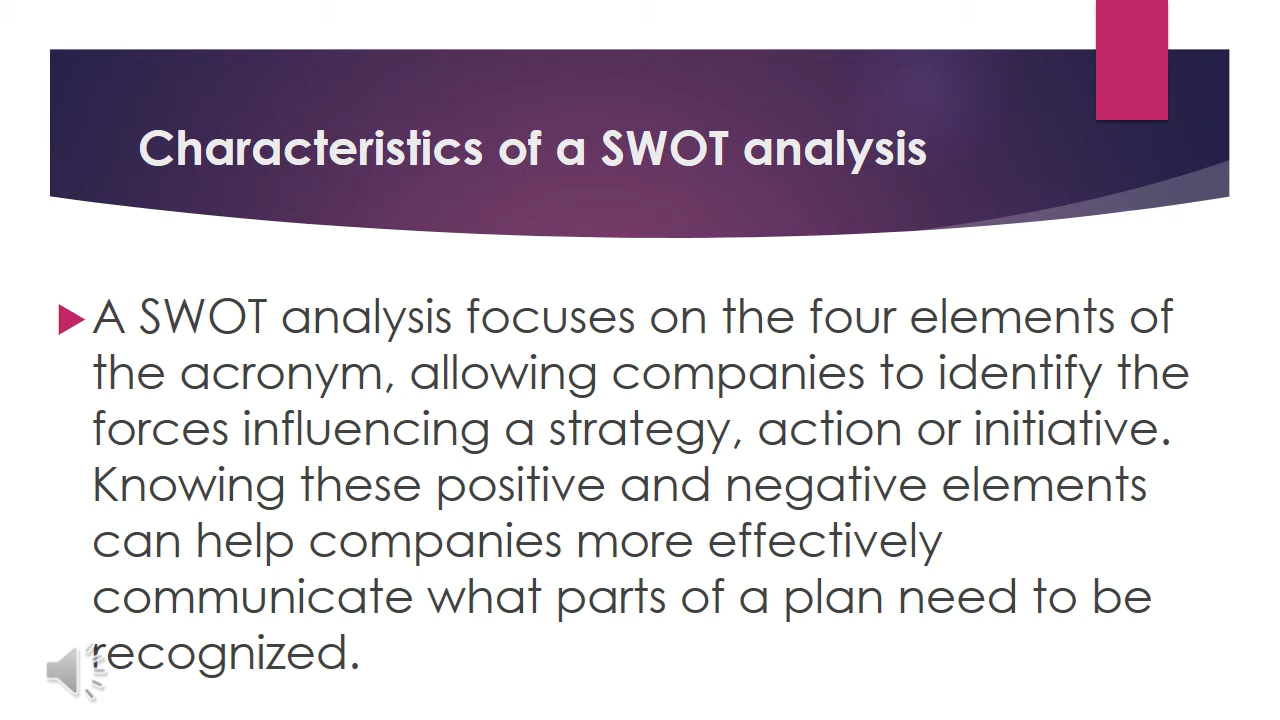 Characteristics of a SWOT analysis
A SWOT analysis focuses on the four elements of
the acronym, allowing companies to identify the
forces influencing a strategy, action or initiative.
Knowing these positive and negative elements
can help companies more effectively
communicate what parts of a plan need to be
recognized.